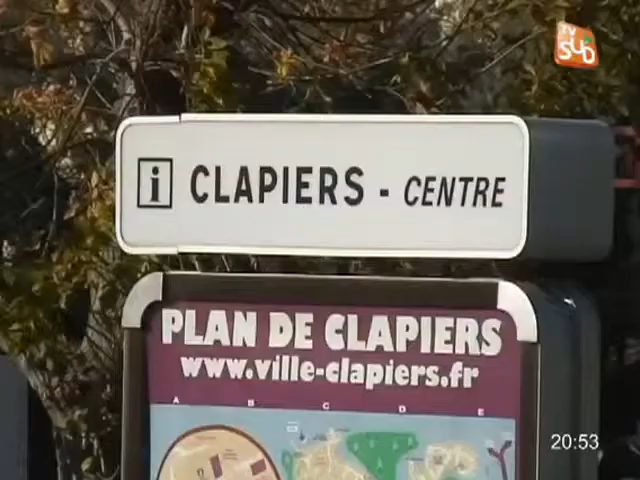 TV
SUD
i CLAPIERS - CENTRE
PLAN DE CLAPIERS
www.ville-clapiers.fr
A B C D E
20:53